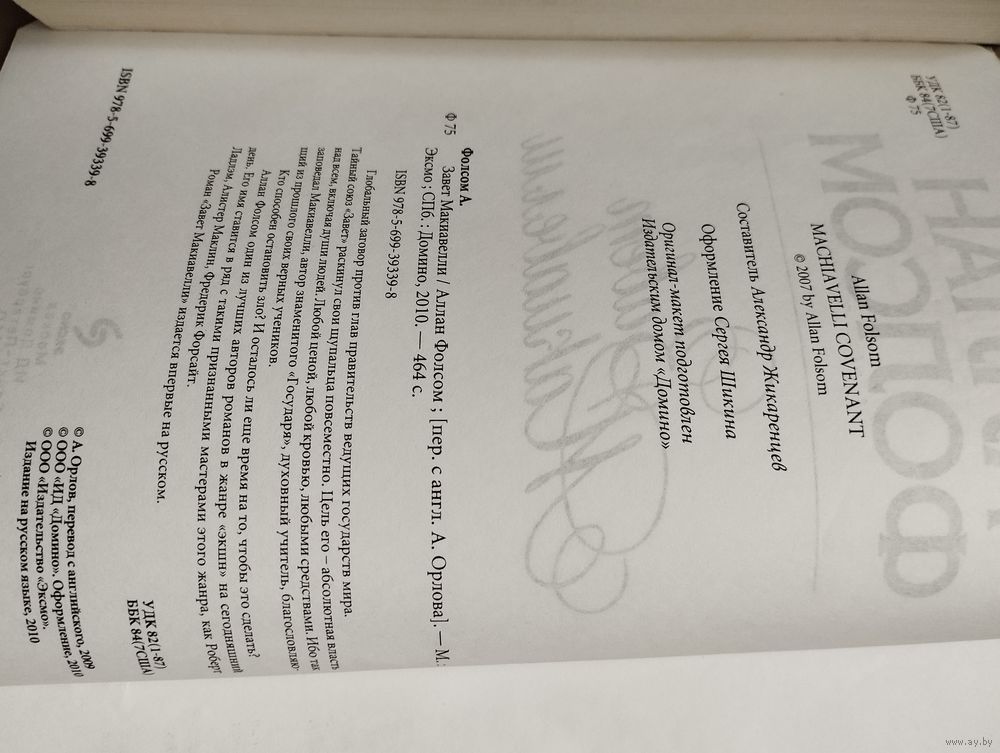 УДК 82(1-87)
ББК 84(7США)
Ф 75
Allan Folsom
MACHIAVELLI COVENANT
© 2007 by Allan Folsom
Составитель Александр Жикаренцев
Оформление Сергея Шикина
Оригинал-макет подготовлен
Издательским домом «Домино»
Фолсом А.
Ф 75
Завет Макиавелли / Аллан Фолсом ; [пер. с англ. А. Орлова]. — М.:
Эксмо ; СПб. : Домино, 2010. — 464 с.
ISBN 978-5-699-39339-8
Глобальный заговор против глав правительств ведущих государств мира.
Тайный союз «Завет» раскинул свои щупальца повсеместно. Цель его – абсолютная власть
над всем, включая души людей. Любой ценой, любой кровью, любыми средствами. Ибо так
заповедал Макиавелли, автор знаменитого «Государя», духовный учитель, благословляю-
щий из прошлого своих верных учеников.
Кто способен остановить зло? И осталось ли еще время на то, чтобы это сделать?
Аллан Фолсом один из лучших авторов романов в жанре «экшн» на сегодняшний
день. Его имя ставится в ряд с такими признанными мастерами этого жанра, как Роберт
Ладлэм, Алистер Маклин, Фредерик Форсайт.
Роман «Завет Макиавелли» издается впервые на русском.
УДК 82(1-87)
ББК 84(7США)
© А. Орлов, перевод с английского, 2009
© ООО «ИД «Домино». Оформление, 2010
© ООО «Издательство «Эксмо».
Издание на русском языке, 2010
ISBN 978-5-699-39339-8
www.ay.by